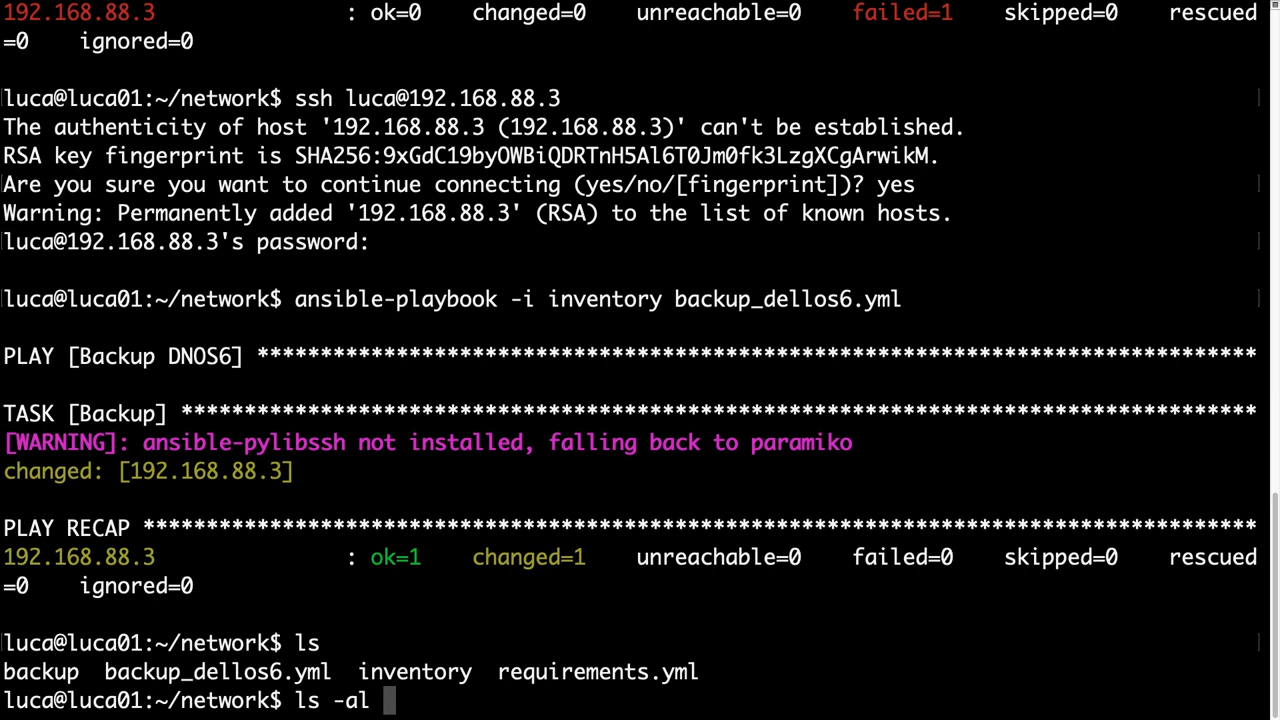 192.168.88.3 : ok=0 changed=0 unreachable=0 failed=1 skipped=0 rescued
=0 ignored=0
luca@luca01:~/network$ ssh luca@192.168.88.3
The authenticity of host '192.168.88.3 (192.168.88.3)' can't be established.
RSA key fingerprint is SHA256:9xGdC19byOWBiQDRTnH5Al6T0Jm0fk3LzgXCgArwikM.
Are you sure you want to continue connecting (yes/no/[fingerprint])? yes
Warning: Permanently added '192.168.88.3' (RSA) to the list of known hosts.
luca@192.168.88.3's password:
luca@luca01:~/network$ ansible-playbook -i inventory backup_dellos6.yml
PLAY [Backup DNOS6] *******************************************************************************
TASK [Backup] *************************************************************************************
[WARNING]: ansible-pylibssh not installed, falling back to paramiko
changed: [192.168.88.3]
PLAY RECAP ****************************************************************************************
192.168.88.3 : ok=1 changed=1 unreachable=0 failed=0 skipped=0 rescued
=0 ignored=0
luca@luca01:~/network$ ls
backup backup_dellos6.yml inventory requirements.yml
luca@luca01:~/network$ ls -al